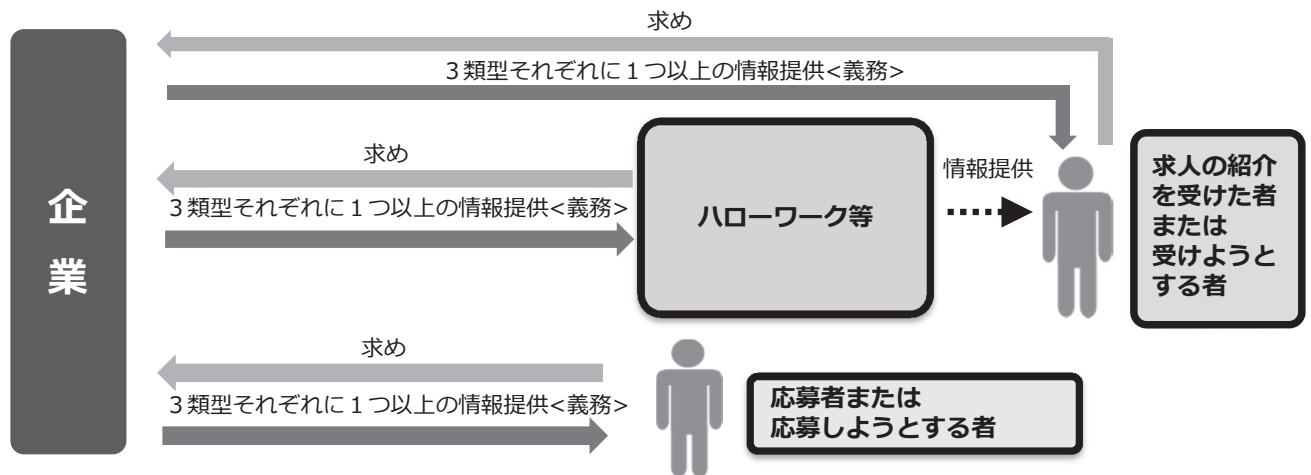 求め
3類型それぞれに1つ以上の情報提供<義務>
求め
3類型それぞれに1つ以上の情報提供<義務>
企業
ハローワーク等
情報提供
求人の紹介
を受けた者
または
受けようと
する者
求め
3類型それぞれに1つ以上の情報提供<義務>
応募者または
応募しようとする者